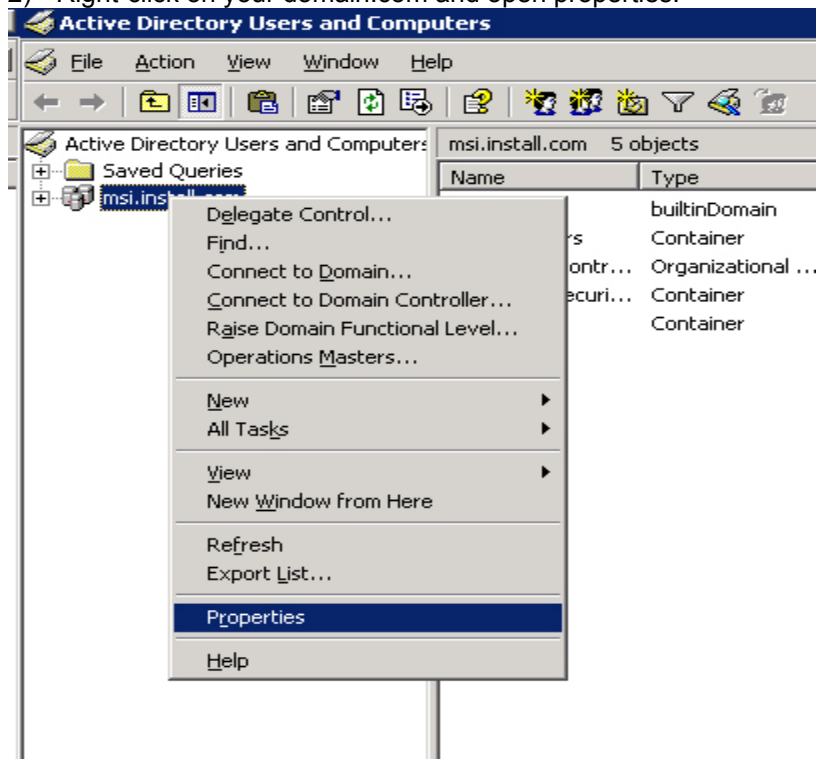 2) Right click on your domain.com and open properties.
Active Directory Users and Computers
File Action View Window Help
Active Directory Users and Computers
msi.install.com 5 objects
Saved Queries
Name Type
msi.install.com
builtinDomain
Container
Organizational ...
Container
Container
Delegate Control...
Find...
Connect to Domain...
Connect to Domain Controller...
Raise Domain Functional Level...
Operations Masters...
New
All Tasks
View
New Window from Here
Refresh
Export List...
Properties
Help